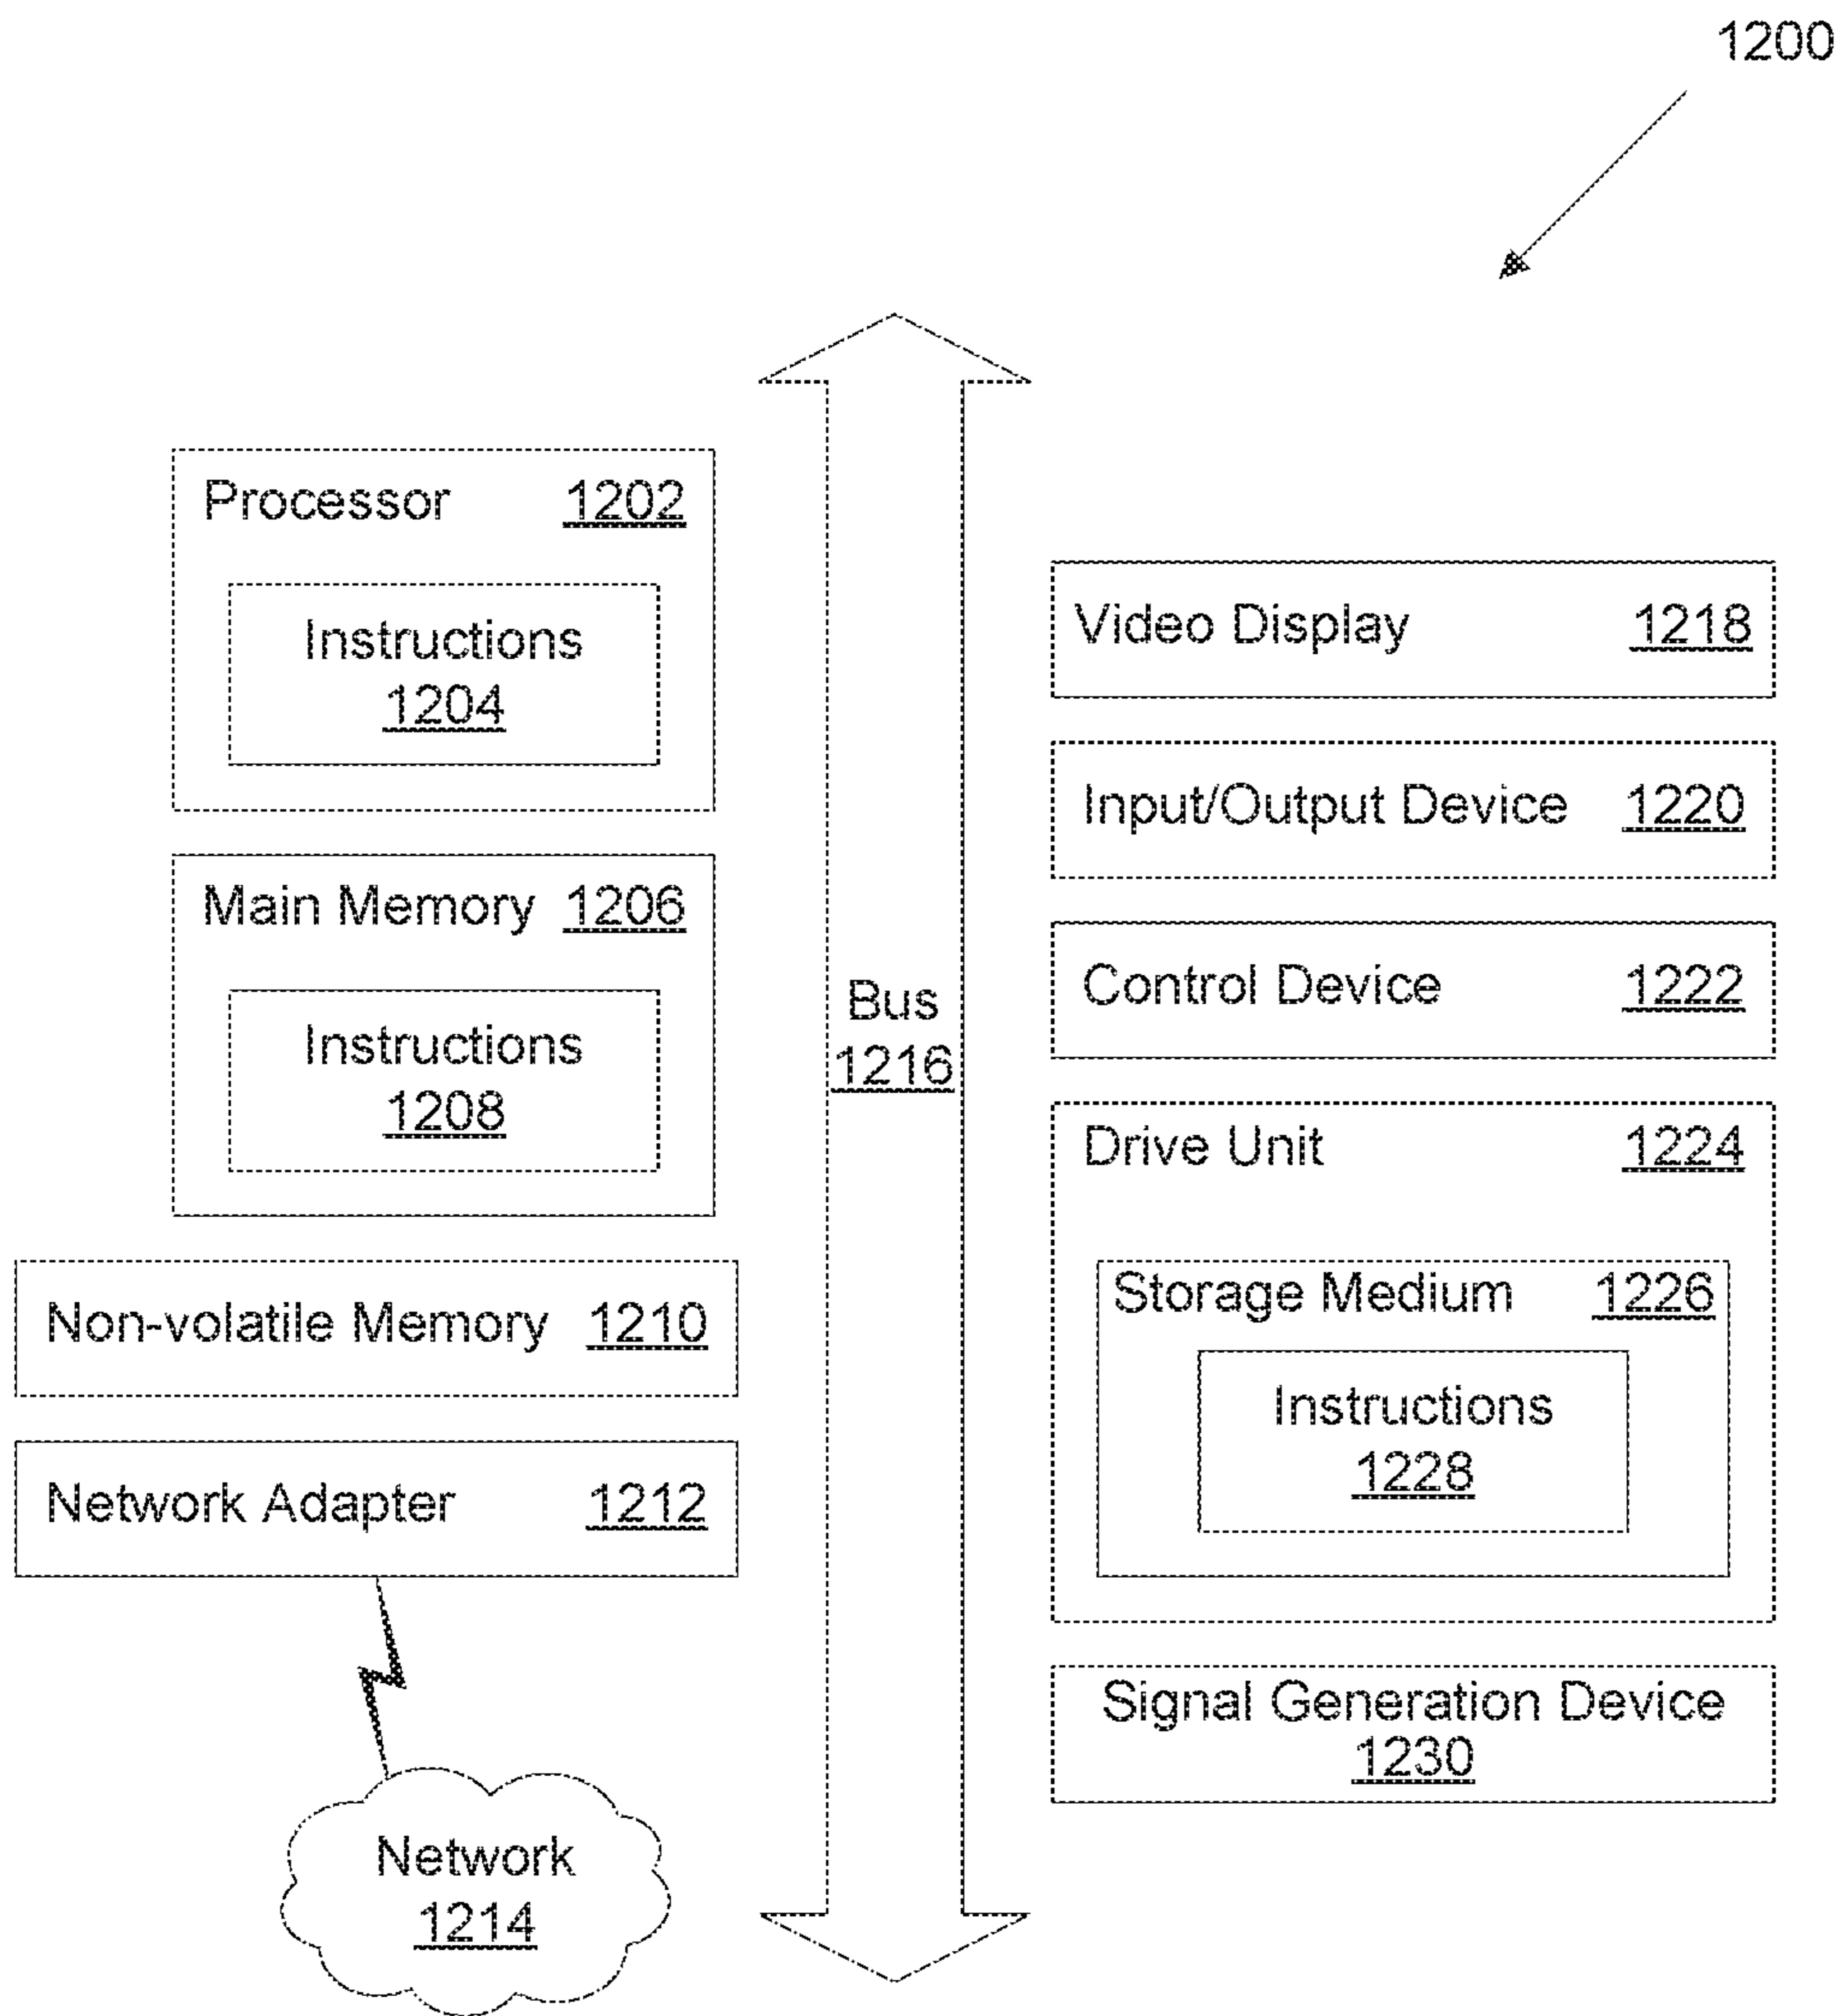 1200
Processor 1202
Instructions
1204
Main Memory 1206
Instructions
1208
Non-volatile Memory 1210
Network Adapter 1212
Network
1214
Bus
1216
Video Display 1218
Input/Output Device 1220
Control Device 1222
Drive Unit 1224
Storage Medium 1226
Instructions
1228
Signal Generation Device
1230